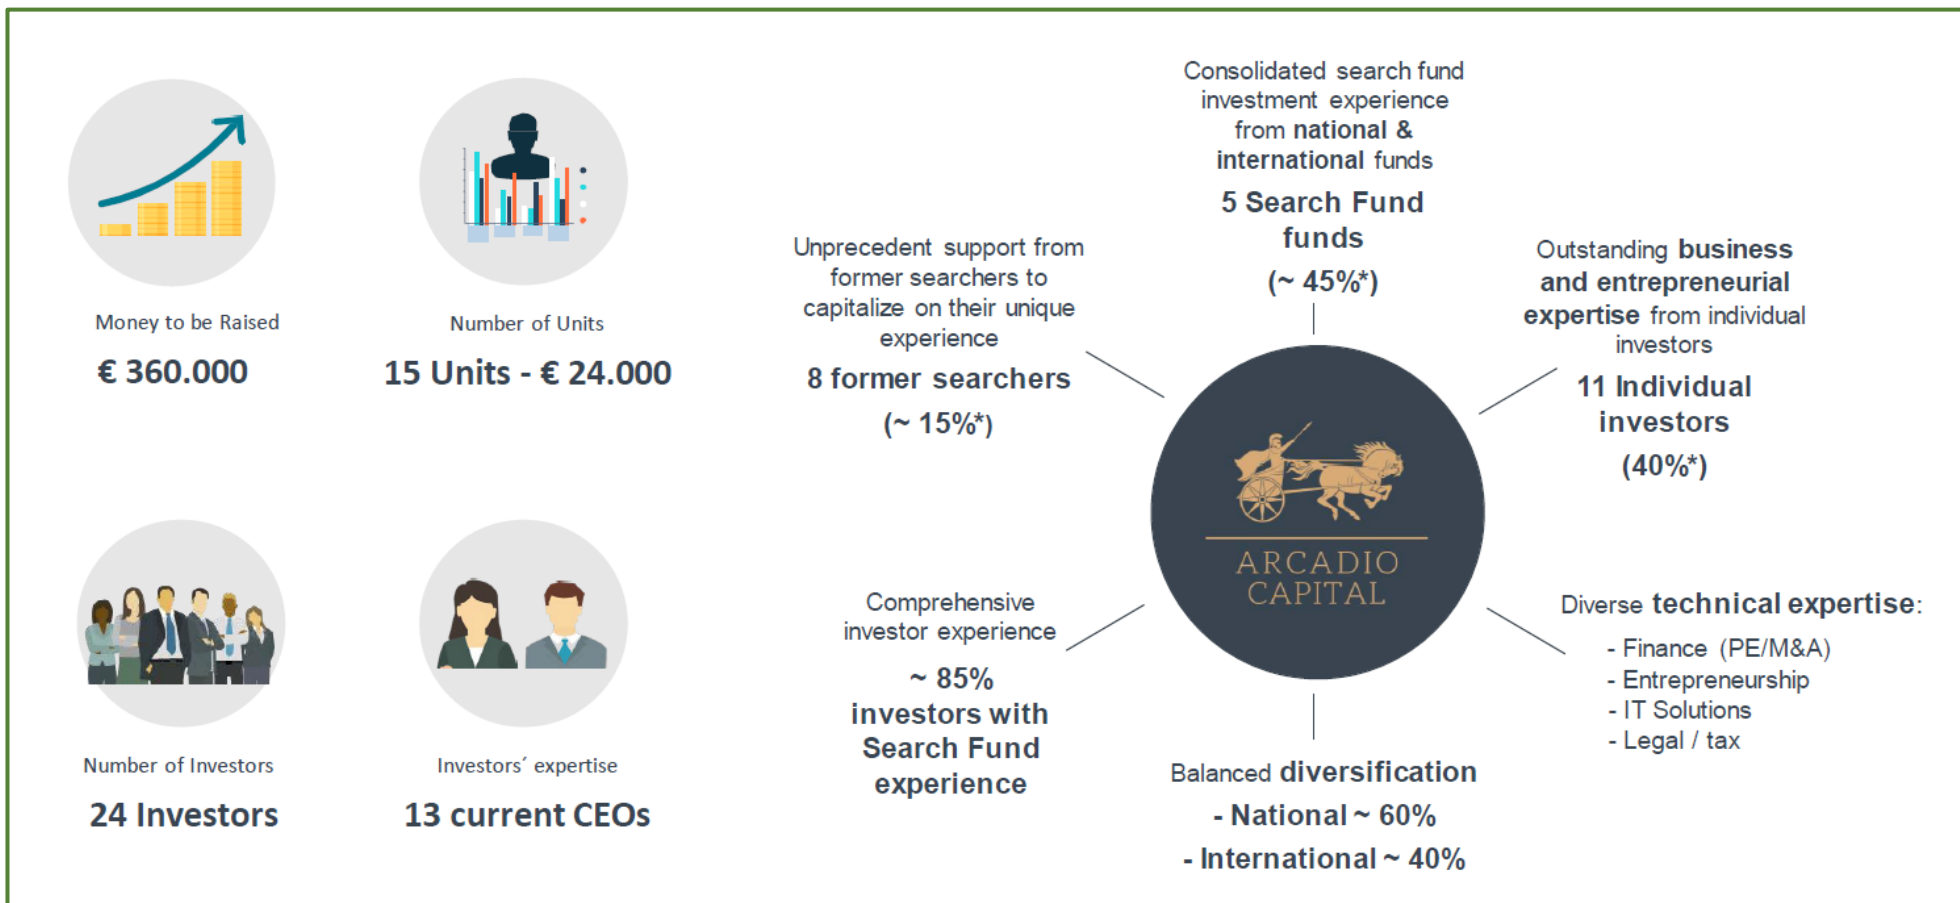 Money to be Raised
€ 360.000
Number of Units
15 Units - € 24.000
Number of Investors
24 Investors
Investors´ expertise
13 current CEOs
Consolidated search fund
investment experience
from national &
international funds
5 Search Fund
funds
(~ 45%*)
Unprecedent support from
former searchers to
capitalize on their unique
experience
8 former searchers
(~ 15%*)
Outstanding business
and entrepreneurial
expertise from individual
investors
11 Individual
investors
(40%*)
ARCADIO
CAPITAL
Comprehensive
investor experience
~ 85%
investors with
Search Fund
experience
Diverse technical expertise:
- Finance (PE/M&A)
- Entrepreneurship
- IT Solutions
- Legal / tax
Balanced diversification
- National ~ 60%
- International ~ 40%